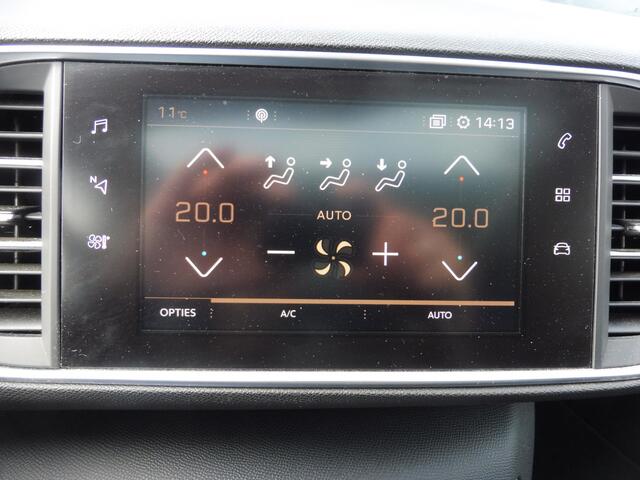 11°C 14:13
N
20.0 AUTO 20.0
OPTIES A/C AUTO